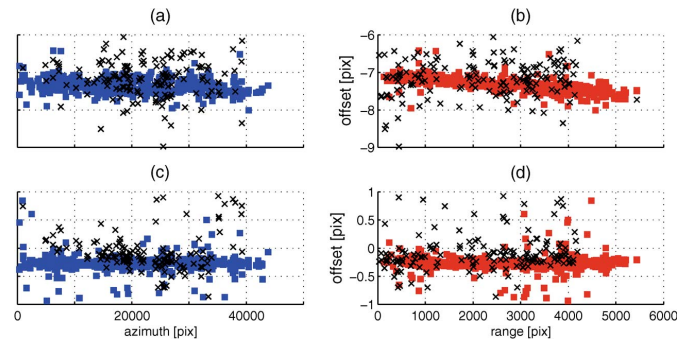 (a)
(b)
offset [pix]
−6
−7
−8
−9
(c)
(d)
offset [pix]
1
0.5
0
−0.5
−1
0
20000
40000
azimuth [pix]
0
1000
2000
3000
4000
5000
6000
range [pix]